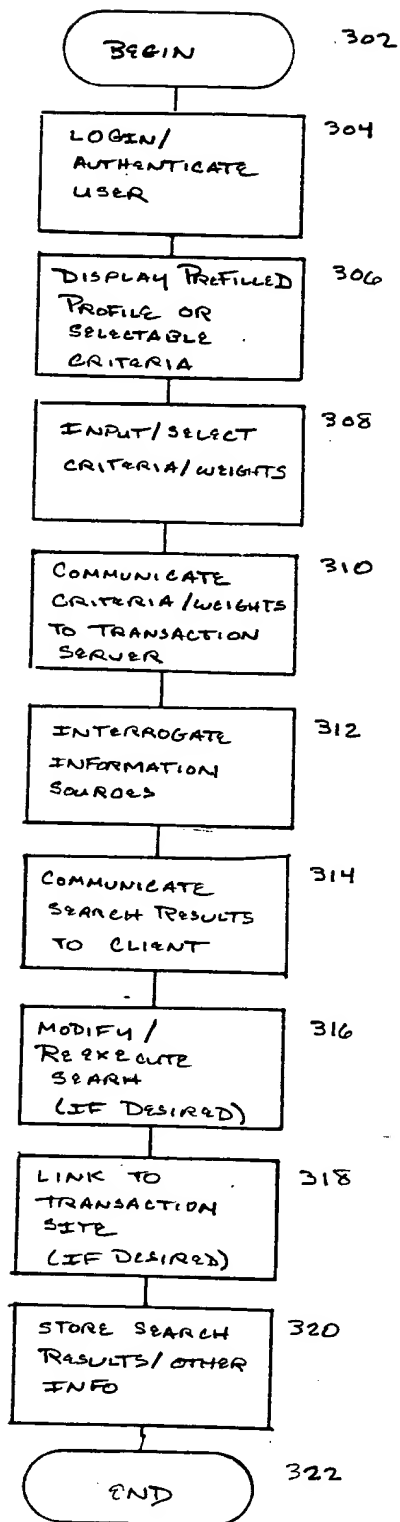 BEGIN 302
LOGIN/ 304
AUTHENTICATE
USER
DISPLAY PREFILLED 306
PROFILE OR
SELECTABLE
CRITERIA
INPUT/SELECT 308
CRITERIA/WEIGHTS
COMMUNICATE 310
CRITERIA/WEIGHTS
TO TRANSACTION
SERVER
INTERROGATE 312
INFORMATION
SOURCES
COMMUNICATE 314
SEARCH RESULTS
TO CLIENT
MODIFY/ 316
REEXECUTE
SEARCH
(IF DESIRED)
LINK TO 318
TRANSACTION
SITE
(IF DESIRED)
STORE SEARCH 320
RESULTS/OTHER
INFO
END 322